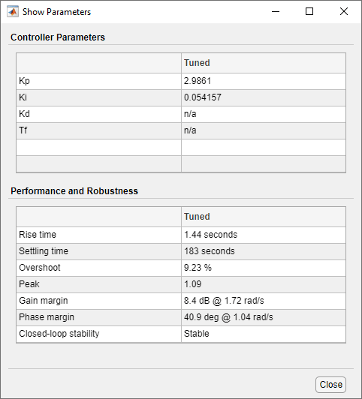 Show Parameters
Controller Parameters
Tuned
Kp 2.9861
Ki 0.054157
Kd n/a
Tf n/a
Performance and Robustness
Tuned
Rise time 1.44 seconds
Settling time 183 seconds
Overshoot 9.23 %
Peak 1.09
Gain margin 8.4 dB @ 1.72 rad/s
Phase margin 40.9 deg @ 1.04 rad/s
Closed-loop stability Stable
Close